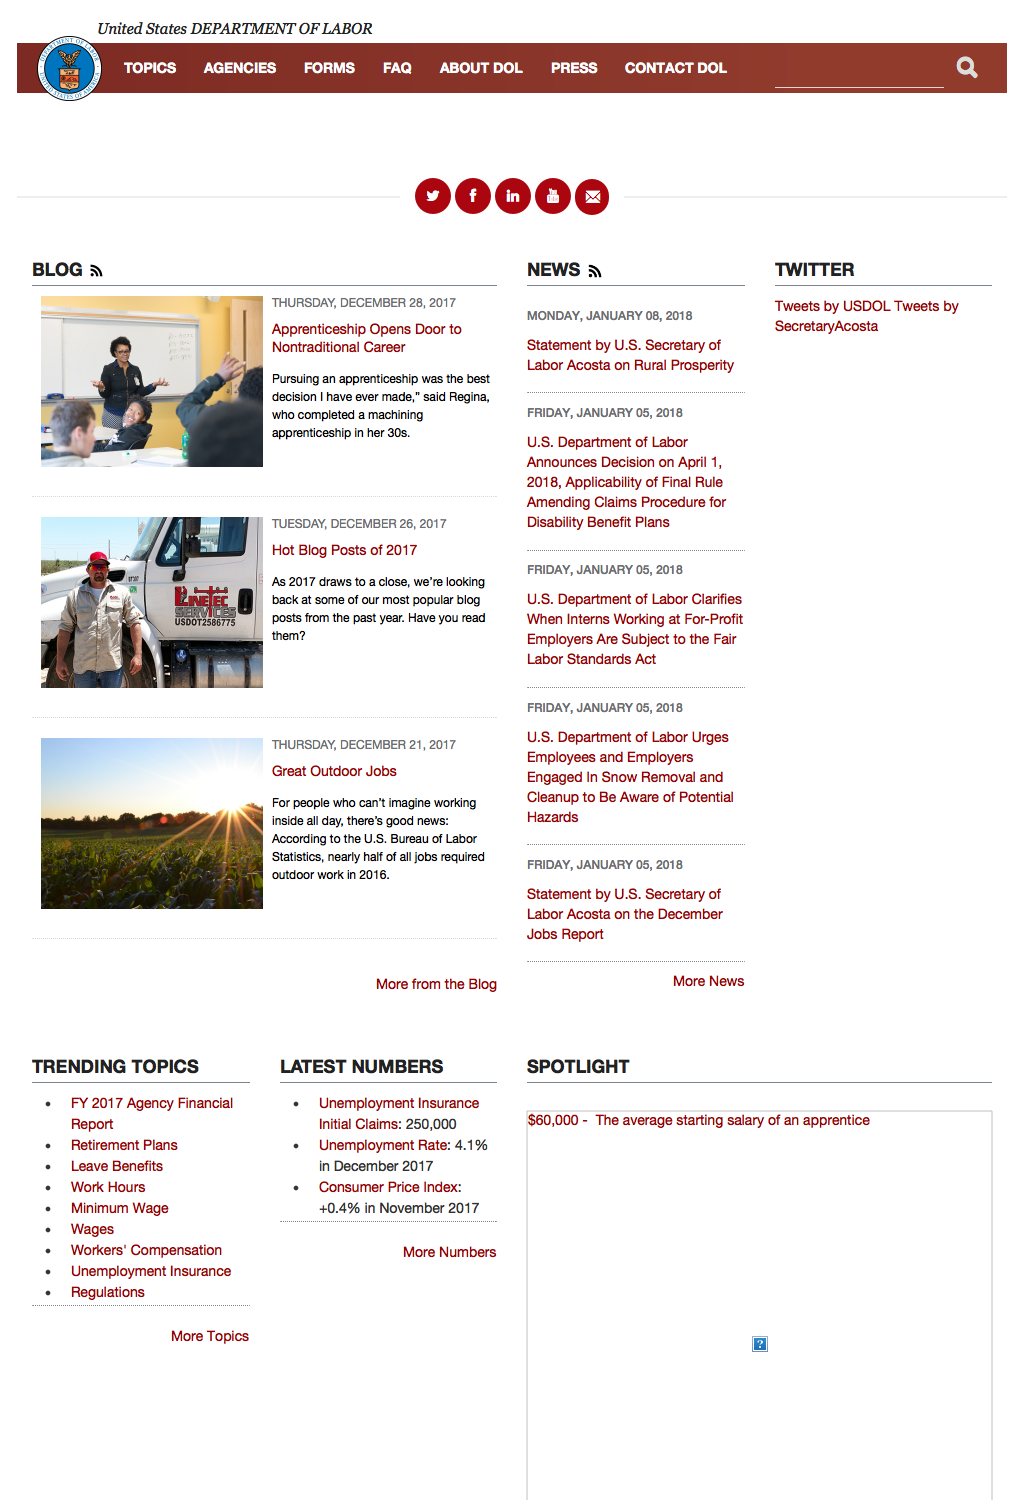 United States DEPARTMENT OF LABOR
TOPICS AGENCIES FORMS FAQ ABOUT DOL PRESS CONTACT DOL
BLOG
THURSDAY, DECEMBER 28, 2017
Apprenticeship Opens Door to
Nontraditional Career
Pursuing an apprenticeship was the best
decision I have ever made,” said Regina,
who completed a machining
apprenticeship in her 30s.
TUESDAY, DECEMBER 26, 2017
Hot Blog Posts of 2017
As 2017 draws to a close, we’re looking
back at some of our most popular blog
posts from the past year. Have you read
them?
LINETEC
SERVICES
USDOT2586775
THURSDAY, DECEMBER 21, 2017
Great Outdoor Jobs
For people who can’t imagine working
inside all day, there’s good news:
According to the U.S. Bureau of Labor
Statistics, nearly half of all jobs required
outdoor work in 2016.
More from the Blog
NEWS
MONDAY, JANUARY 08, 2018
Statement by U.S. Secretary of
Labor Acosta on Rural Prosperity
FRIDAY, JANUARY 05, 2018
U.S. Department of Labor
Announces Decision on April 1,
2018, Applicability of Final Rule
Amending Claims Procedure for
Disability Benefit Plans
FRIDAY, JANUARY 05, 2018
U.S. Department of Labor Clarifies
When Interns Working at For-Profit
Employers Are Subject to the Fair
Labor Standards Act
FRIDAY, JANUARY 05, 2018
U.S. Department of Labor Urges
Employees and Employers
Engaged In Snow Removal and
Cleanup to Be Aware of Potential
Hazards
FRIDAY, JANUARY 05, 2018
Statement by U.S. Secretary of
Labor Acosta on the December
Jobs Report
More News
TWITTER
Tweets by USDOL Tweets by
SecretaryAcosta
TRENDING TOPICS
FY 2017 Agency Financial
Report
Retirement Plans
Leave Benefits
Work Hours
Minimum Wage
Wages
Workers' Compensation
Unemployment Insurance
Regulations
More Topics
LATEST NUMBERS
Unemployment Insurance
Initial Claims: 250,000
Unemployment Rate: 4.1%
in December 2017
Consumer Price Index:
+0.4% in November 2017
More Numbers
SPOTLIGHT
$60,000 - The average starting salary of an apprentice